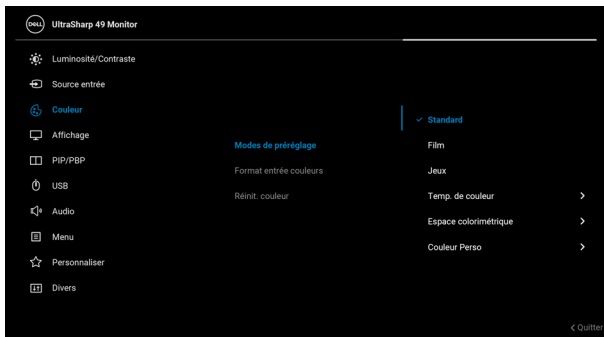 DELL UltraSharp 49 Monitor
Luminosité/Contraste
Source entrée
Couleur
Affichage
PIP/PBP
USB
Audio
Menu
Personnaliser
Divers
Modes de préréglage
Format entrée couleurs
Réinit. couleur
Standard
Film
Jeux
Temp. de couleur
Espace colorimétrique
Couleur Perso
Quitter